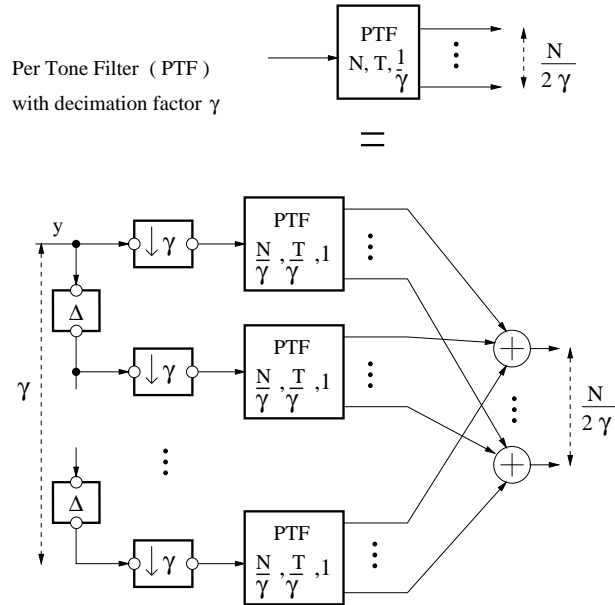 PTF
N, T, 1/γ
N/2γ
Per Tone Filter ( PTF )
with decimation factor γ
=
y
↓ γ
PTF
N/γ , T/γ , 1
Δ
γ
↓ γ
PTF
N/γ , T/γ , 1
N/2γ
Δ
↓ γ
PTF
N/γ , T/γ , 1